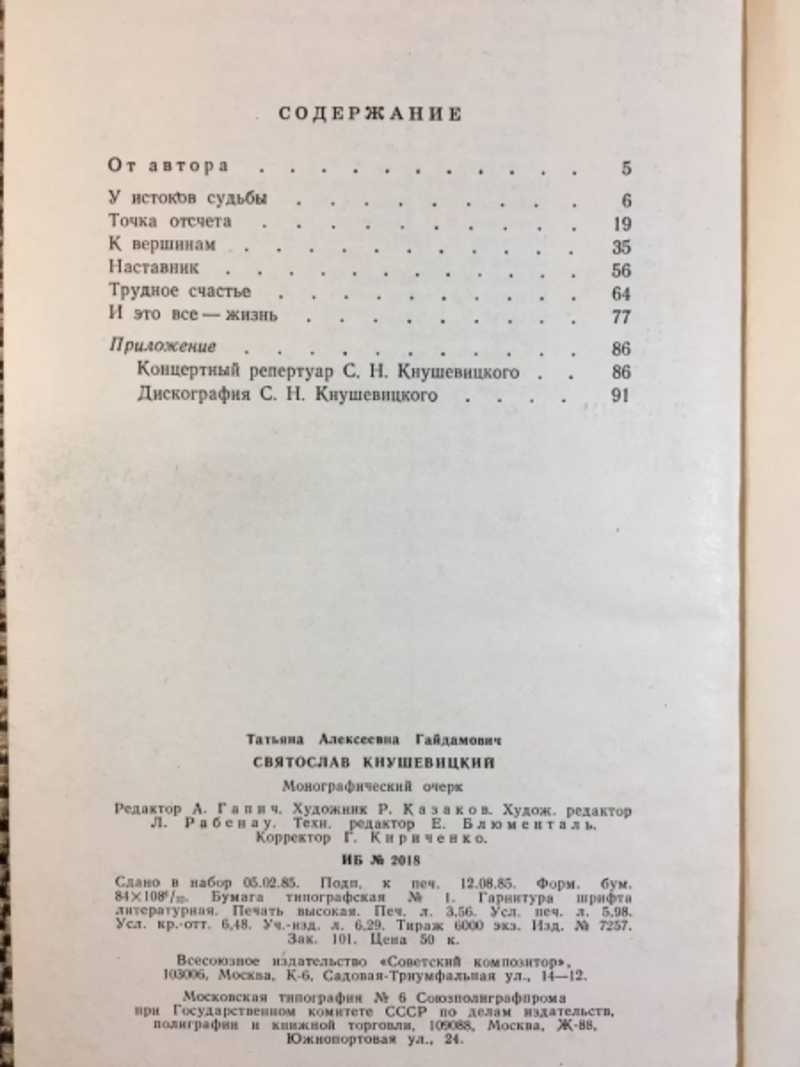 СОДЕРЖАНИЕ
От автора . . . . . . . . . . 5
У истоков судьбы . . . . . . . . . 6
Точка отсчета . . . . . . . . . . 19
К вершинам . . . . . . . . . . . 35
Наставник . . . . . . . . . . . 56
Трудное счастье . . . . . . . . . . 64
И это все — жизнь . . . . . . . . . 77
Приложение . . . . . . . . . . . 86
Концертный репертуар С. Н. Кнушевицкого . . 86
Дискография С. Н. Кнушевицкого . . . . 91
Татьяна Алексеевна Гайдамович
СВЯТОСЛАВ КНУШЕВИЦКИЙ
Монографический очерк
Редактор А. Гапич. Художник Р. Казаков. Худож. редактор
Л. Рабенау. Техн. редактор Е. Блюменталь.
Корректор Г. Кириченко.
ИБ № 2018
Сдано в набор 05.02.85. Подп. к печ. 12.08.85. Форм. бум.
84×108¹/₃₂. Бумага типографская № 1. Гарнитура шрифта
литературная. Печать высокая. Печ. л. 3,56. Усл. печ. л. 5,98.
Усл. кр.-отт. 6,48. Уч.-изд. л. 6,29. Тираж 6000 экз. Изд. № 7257.
Зак. 101. Цена 50 к.
Всесоюзное издательство «Советский композитор»,
103006, Москва, К-6, Садовая-Триумфальная ул., 14—12.
Московская типография № 6 Союзполиграфпрома
при Государственном комитете СССР по делам издательств,
полиграфии и книжной торговли, 109088, Москва, Ж-88,
Южнопортовая ул., 24.